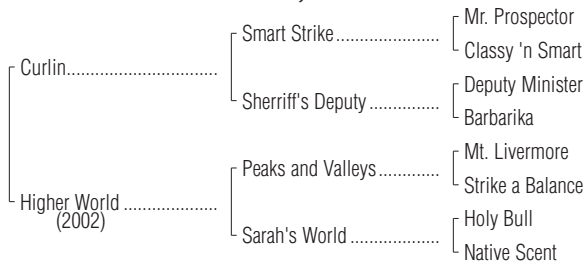 Mr. Prospector
Smart Strike
Classy 'n Smart
Curlin
Deputy Minister
Sherriff's Deputy
Barbarika
Mt. Livermore
Peaks and Valleys
Strike a Balance
Higher World
(2002)
Holy Bull
Sarah's World
Native Scent